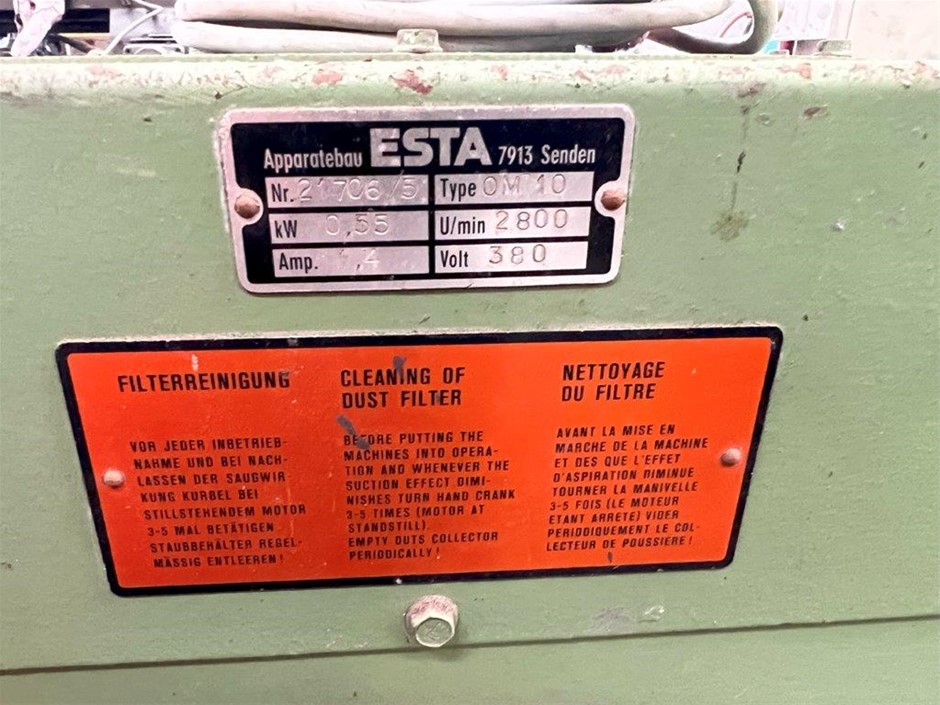 Apparatebau ESTA 7913 Senden
Nr. 21706/5 Type OM 10
kW 0,55 U/min 2800
Amp. 1,4 Volt 380
FILTERREINIGUNG
VOR JEDER INBETRIEB-
NAHME UND BEI NACH-
LASSEN DER SAUGWIR-
KUNG KURBEL BEI
STILLSTEHENDEM MOTOR
3-5 MAL BETÄTIGEN.
STAUBBEHÄLTER REGEL-
MÄSSIG ENTLEEREN!
CLEANING OF
DUST FILTER
BEFORE PUTTING THE
MACHINES INTO OPERA-
TION AND WHENEVER THE
SUCTION EFFECT DIMI-
NISHES TURN HAND CRANK
3-5 TIMES (MOTOR AT
STANDSTILL).
EMPTY DUTS COLLECTOR
PERIODICALLY!
NETTOYAGE
DU FILTRE
AVANT LA MISE EN
MARCHE DE LA MACHINE
ET DES QUE L'EFFET
D'ASPIRATION DIMINUE
TOURNER LA MANIVELLE
3-5 FOIS (LE MOTEUR
ETANT ARRETE) VIDER
PERIODIQUEMENT LE COL-
LECTEUR DE POUSSIERE!